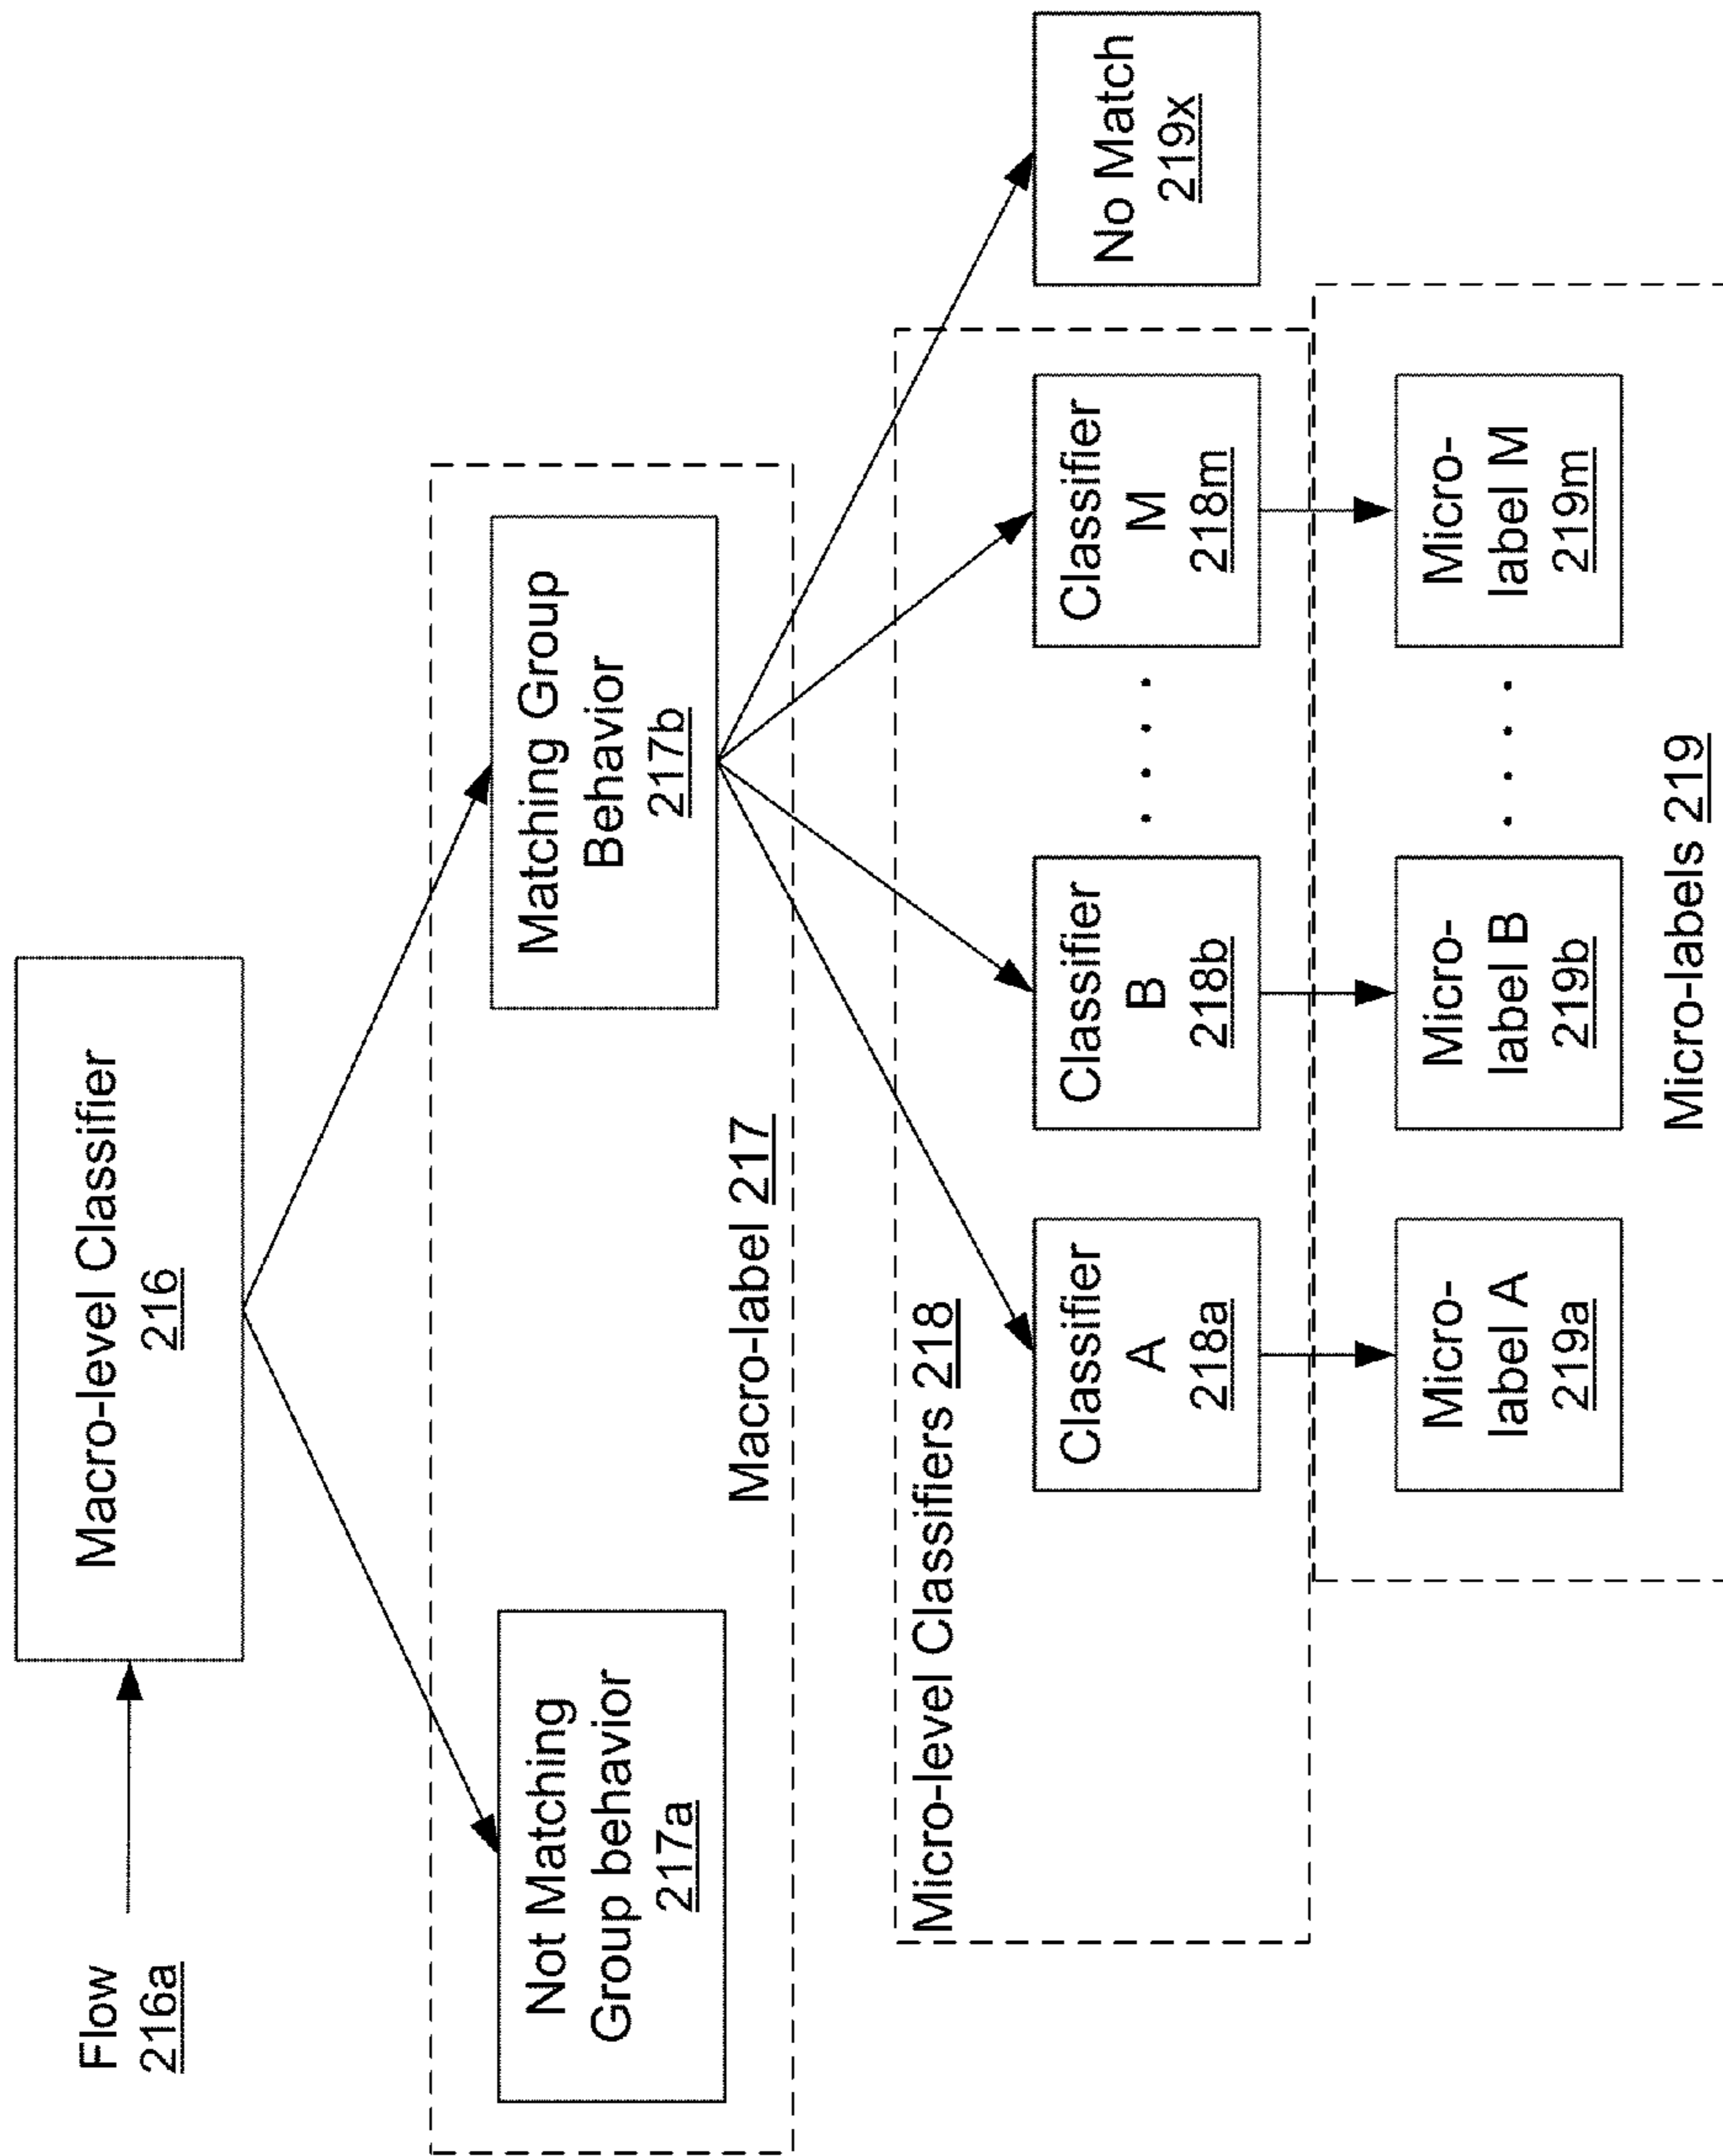 Flow
216a
Macro-level Classifier
216
Not Matching
Group behavior
217a
Matching Group
Behavior
217b
Macro-label 217
Micro-level Classifiers 218
Classifier
A
218a
Classifier
B
218b
. . . .
Classifier
M
218m
No Match
219x
Micro-
label A
219a
Micro-
label B
219b
. . . .
Micro-
label M
219m
Micro-labels 219